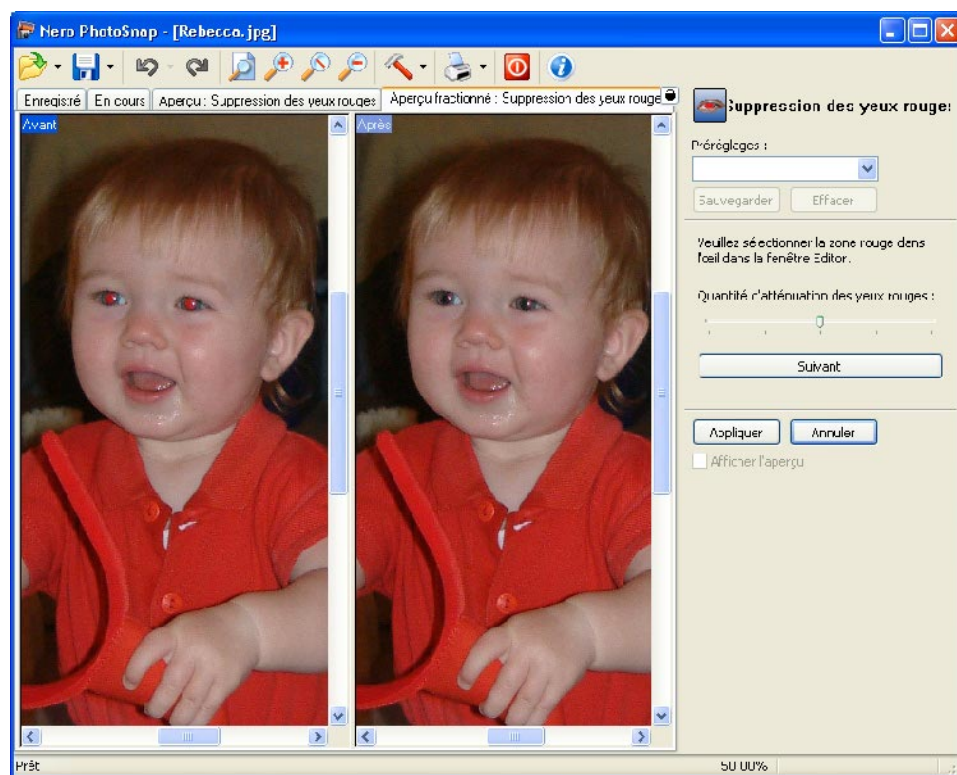 Nero PhotoSnap - [Rebecca.jpg]
Enregistré
En cours
Aperçu : Suppression des yeux rouges
Aperçu fractionné : Suppression des yeux rouge
Avant
Après
Suppression des yeux rouges
Préréglages :
Sauvegarder
Effacer
Veuillez sélectionner la zone rouge dans
l'œil dans la fenêtre Editor.
Quantité d'atténuation des yeux rouges :
Suivant
Appliquer
Annuler
Afficher l'aperçu
Prêt
50.00%